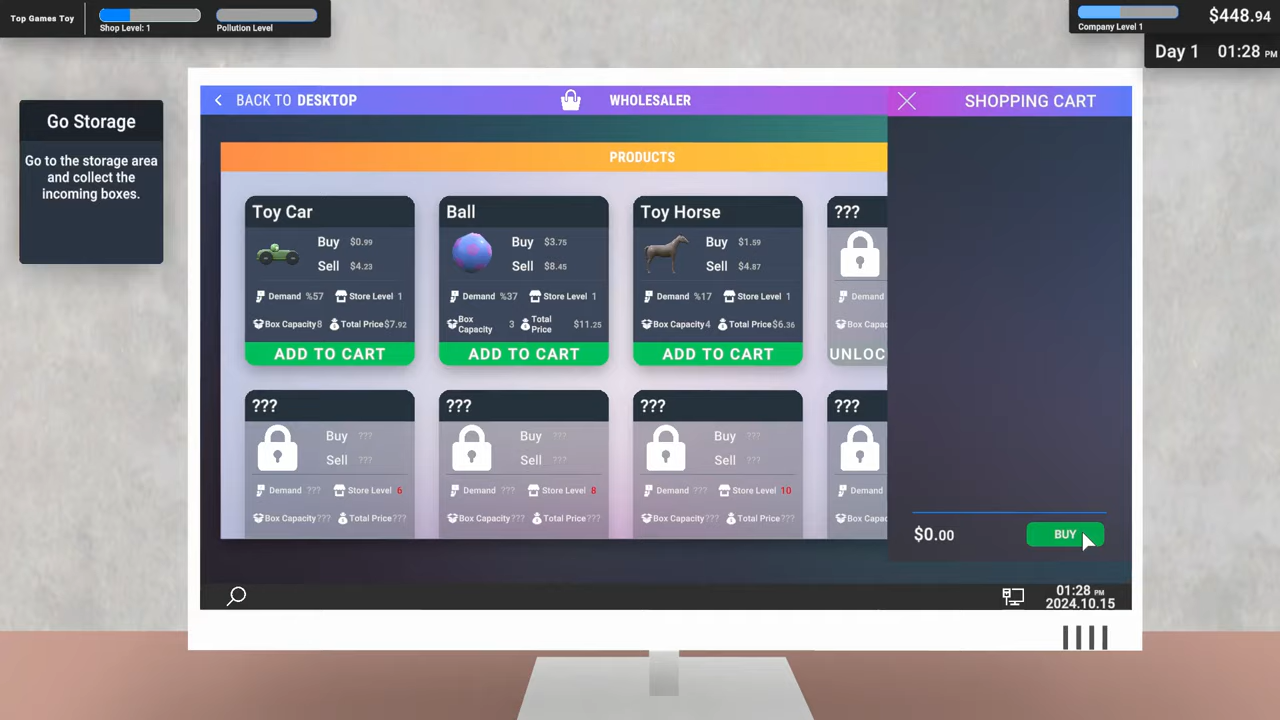 Top Games Toy
Shop Level: 1
Pollution Level
Company Level 1
$448.94
Day 1 01:28 PM
Go Storage
Go to the storage area
and collect the
incoming boxes.
BACK TO DESKTOP
WHOLESALER
SHOPPING CART
PRODUCTS
Toy Car
Buy $0.99
Sell $4.23
Demand %57 Store Level 1
Box Capacity 8 Total Price $7.92
ADD TO CART
Ball
Buy $3.75
Sell $8.45
Demand %37 Store Level 1
Box Capacity 3 Total Price $11.25
ADD TO CART
Toy Horse
Buy $1.59
Sell $4.87
Demand %17 Store Level 1
Box Capacity 4 Total Price $6.36
ADD TO CART
???
Demand
Box Capac
UNLOC
???
Buy ???
Sell ???
Demand ??? Store Level 6
Box Capacity ??? Total Price ???
???
Buy ???
Sell ???
Demand ??? Store Level 8
Box Capacity ??? Total Price ???
???
Buy ???
Sell ???
Demand ??? Store Level 10
Box Capacity ??? Total Price ???
???
Demand
Box Capac
$0.00
BUY
01:28 PM
2024.10.15